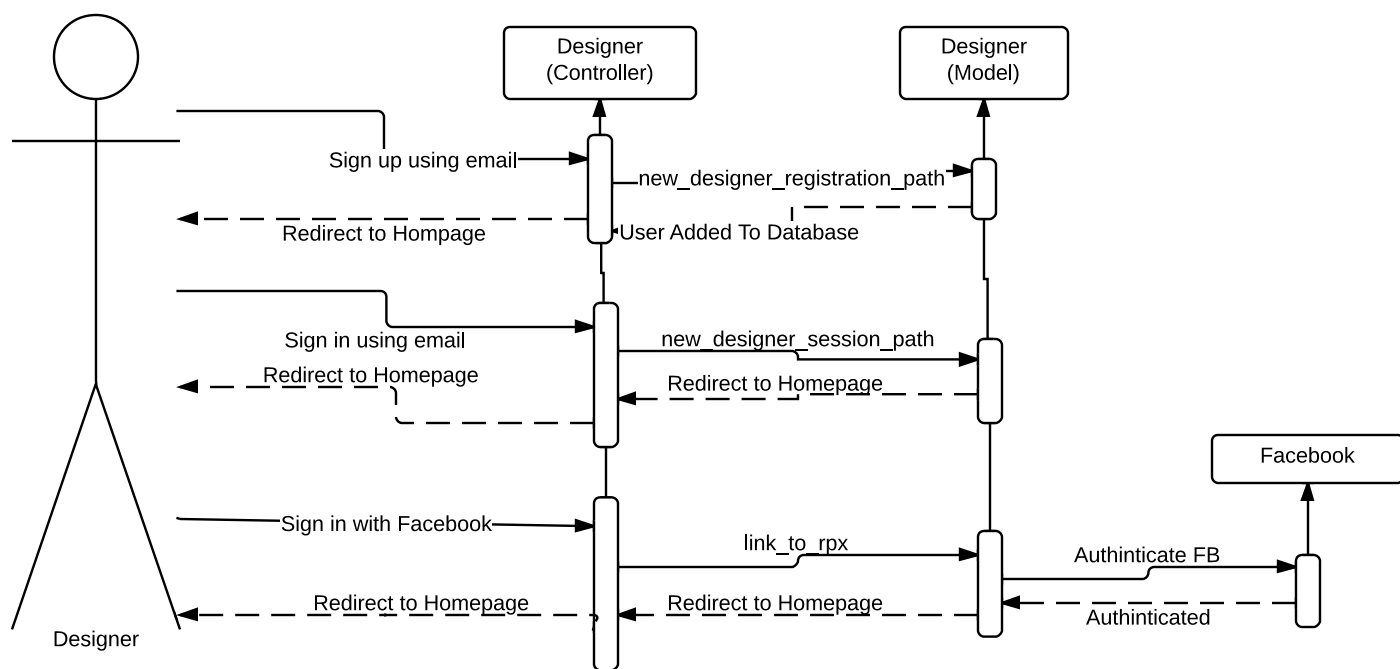 Designer
(Controller)
Designer
(Model)
Sign up using email
new_designer_registration_path
Redirect to Hompage
User Added To Database
Sign in using email
new_designer_session_path
Redirect to Homepage
Redirect to Homepage
Facebook
Sign in with Facebook
link_to_rpx
Authinticate FB
Redirect to Homepage
Redirect to Homepage
Authinticated
Designer